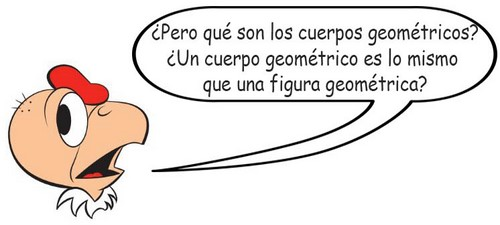 ¿Pero qué son los cuerpos geométricos?
¿Un cuerpo geométrico es lo mismo
que una figura geométrica?